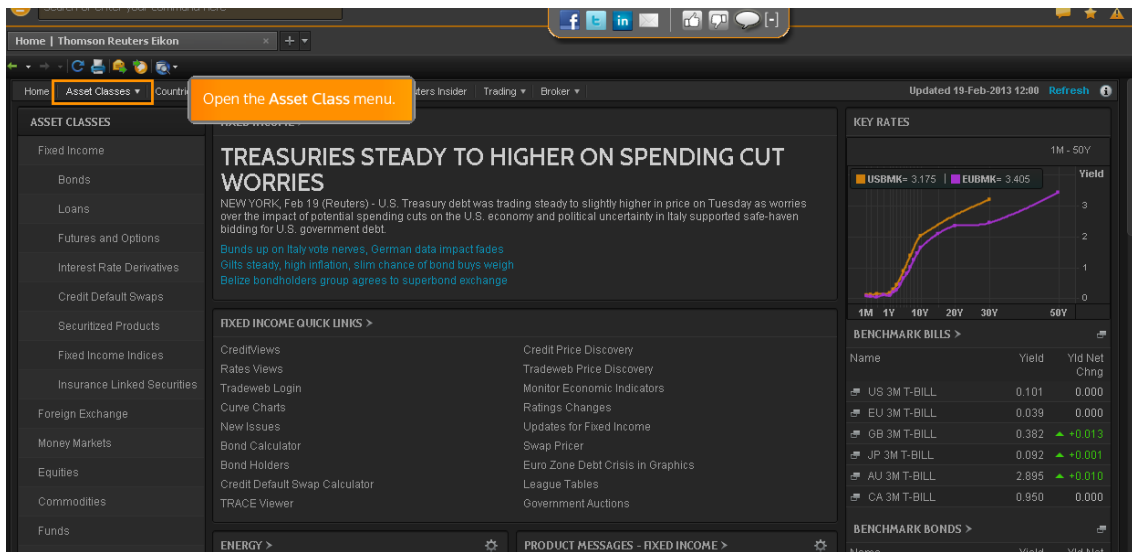 Search or enter your command here
Home | Thomson Reuters Eikon
Home Asset Classes Countri
Open the Asset Class menu.
ters Insider Trading Broker
Updated 19-Feb-2013 12:00 Refresh
ASSET CLASSES
Fixed Income
Bonds
Loans
Futures and Options
Interest Rate Derivatives
Credit Default Swaps
Securitized Products
Fixed Income Indices
Insurance Linked Securities
Foreign Exchange
Money Markets
Equities
Commodities
Funds
TREASURIES STEADY TO HIGHER ON SPENDING CUT
WORRIES
NEW YORK, Feb 19 (Reuters) - U.S. Treasury debt was trading steady to slightly higher in price on Tuesday as worries
over the impact of potential spending cuts on the U.S. economy and political uncertainty in Italy supported safe-haven
bidding for U.S. government debt.
Bunds up on Italy vote nerves, German data impact fades
Gilts steady, high inflation, slim chance of bond buys weigh
Belize bondholders group agrees to superbond exchange
FIXED INCOME QUICK LINKS >
CreditViews
Rates Views
Tradeweb Login
Curve Charts
New Issues
Bond Calculator
Bond Holders
Credit Default Swap Calculator
TRACE Viewer
Credit Price Discovery
Tradeweb Price Discovery
Monitor Economic Indicators
Ratings Changes
Updates for Fixed Income
Swap Pricer
Euro Zone Debt Crisis in Graphics
League Tables
Government Auctions
ENERGY >
PRODUCT MESSAGES - FIXED INCOME >
KEY RATES
1M - 50Y
USBMK= 3.175 | EUBMK= 3.405
Yield
3
2
1
0
1M 1Y 10Y 20Y 30Y 50Y
BENCHMARK BILLS >
Name Yield Yld Net
Chng
US 3M T-BILL 0.101 0.000
EU 3M T-BILL 0.039 0.000
GB 3M T-BILL 0.382 +0.013
JP 3M T-BILL 0.092 +0.001
AU 3M T-BILL 2.895 +0.010
CA 3M T-BILL 0.950 0.000
BENCHMARK BONDS >
Name Yield Yld Net